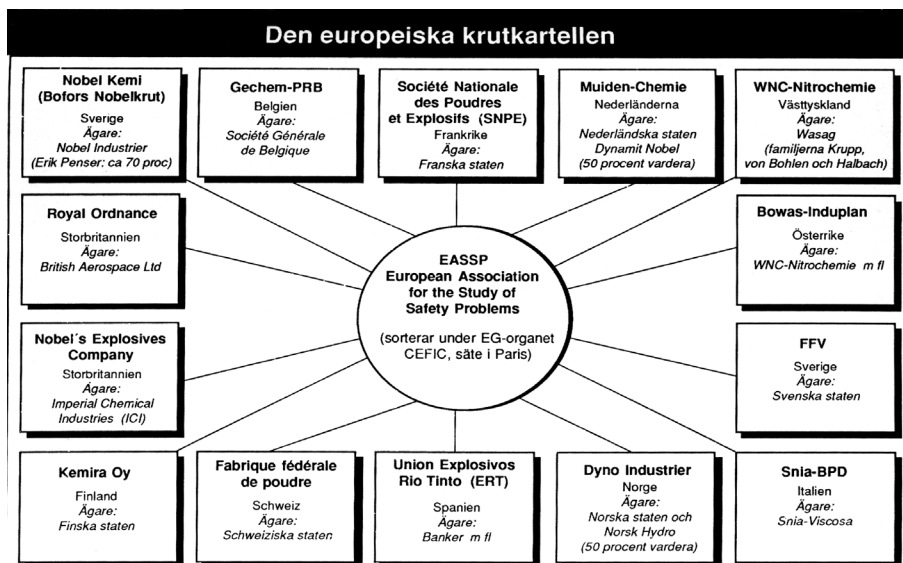 Den europeiska krutkartellen
Nobel Kemi
(Bofors Nobelkrut)
Sverige
Ägare:
Nobel Industrier
(Erik Penser: ca 70 proc)
Gechem-PRB
Belgien
Ägare:
Société Générale
de Belgique
Société Nationale
des Poudres
et Explosifs (SNPE)
Frankrike
Ägare:
Franska staten
Muiden-Chemie
Nederländerna
Ägare:
Nederländska staten
Dynamit Nobel
(50 procent vardera)
WNC-Nitrochemie
Västtyskland
Ägare:
Wasag
(familjerna Krupp,
von Bohlen och Halbach)
Royal Ordnance
Storbritannien
Ägare:
British Aerospace Ltd
EASSP
European Association
for the Study of
Safety Problems
(sorterar under EG-organet
CEFIC, säte i Paris)
Bowas-Induplan
Österrike
Ägare:
WNC-Nitrochemie m fl
Nobel´s Explosives
Company
Storbritannien
Ägare:
Imperial Chemical
Industries (ICI)
FFV
Sverige
Ägare:
Svenska staten
Kemira Oy
Finland
Ägare:
Finska staten
Fabrique fédérale
de poudre
Schweiz
Ägare:
Schweiziska staten
Union Explosivos
Rio Tinto (ERT)
Spanien
Ägare:
Banker m fl
Dyno Industrier
Norge
Ägare:
Norska staten och
Norsk Hydro
(50 procent vardera)
Snia-BPD
Italien
Ägare:
Snia-Viscosa